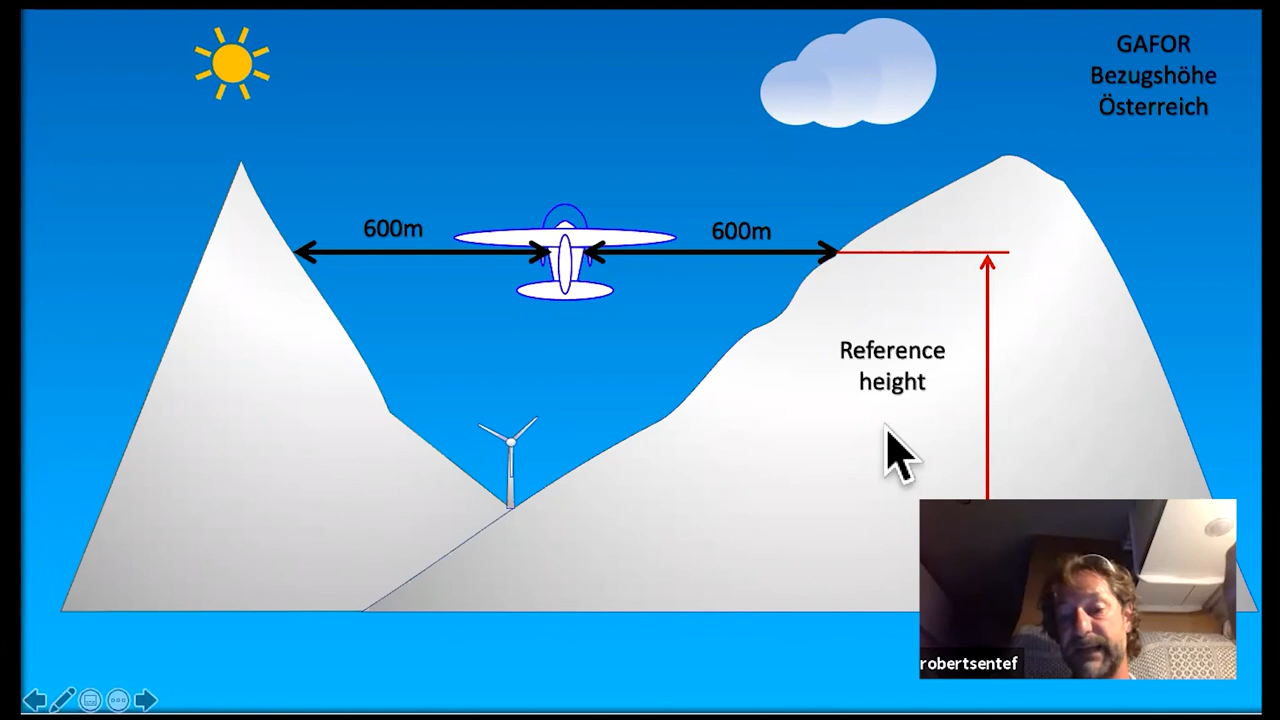 GAFOR
Bezugshöhe
Österreich
600m
600m
Reference
height
robertsentef